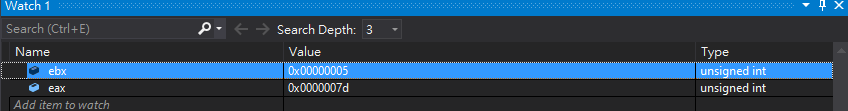 Watch 1
Search (Ctrl+E) Search Depth: 3
Name Value Type
ebx 0x00000005 unsigned int
eax 0x0000007d unsigned int
Add item to watch